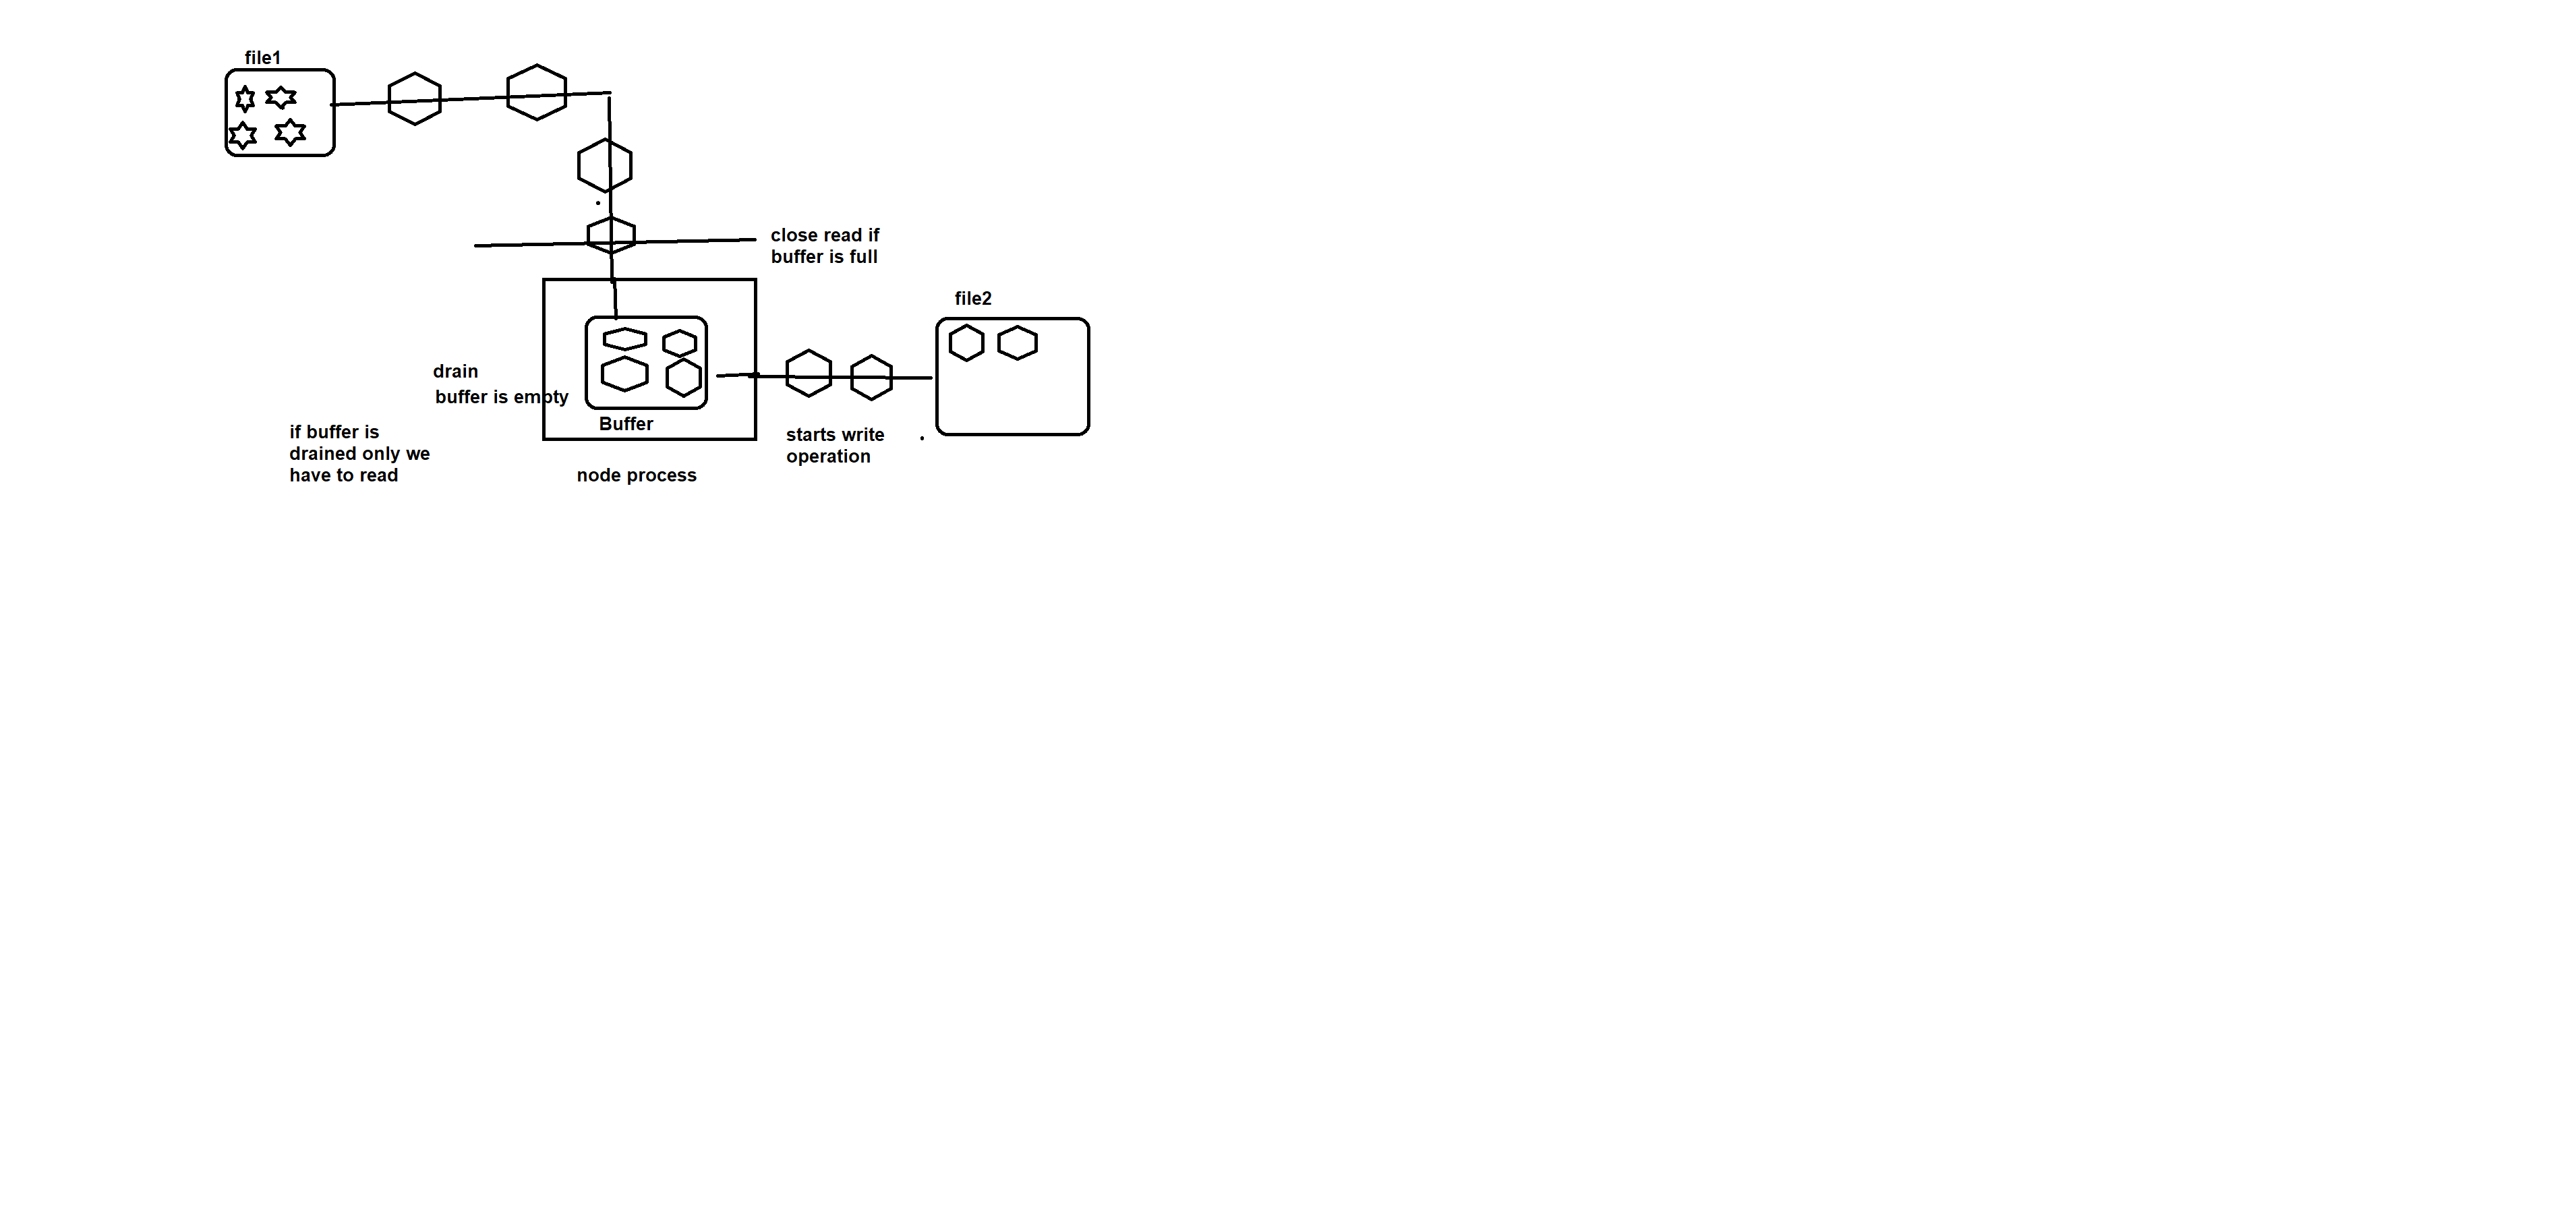 file1
close read if
buffer is full
file2
drain
buffer is empty
Buffer
if buffer is
drained only we
have to read
starts write
operation
node process